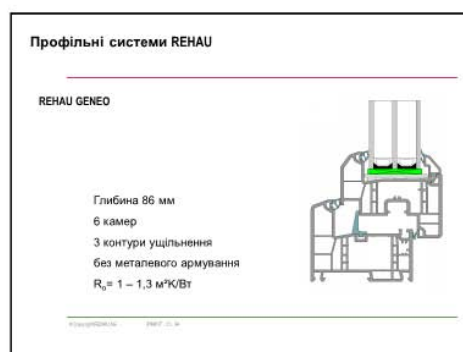 Профільні системи REHAU
REHAU GENEO
Глибина 86 мм
6 камер
3 контури ущільнення
без металевого армування
R₀= 1 – 1,3 м²К/Вт